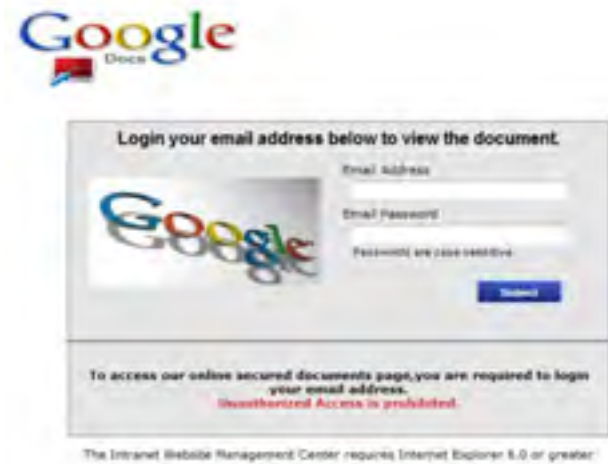 Google
Docs
Login your email address below to view the document.
Email Address
Google
Email Password
Passwords are case sensitive
Submit
To access our online secured documents page,you are required to login
your email address.
Unauthorized Access is prohibited.
The Intranet Website Management Center requires Internet Explorer 6.0 or greater